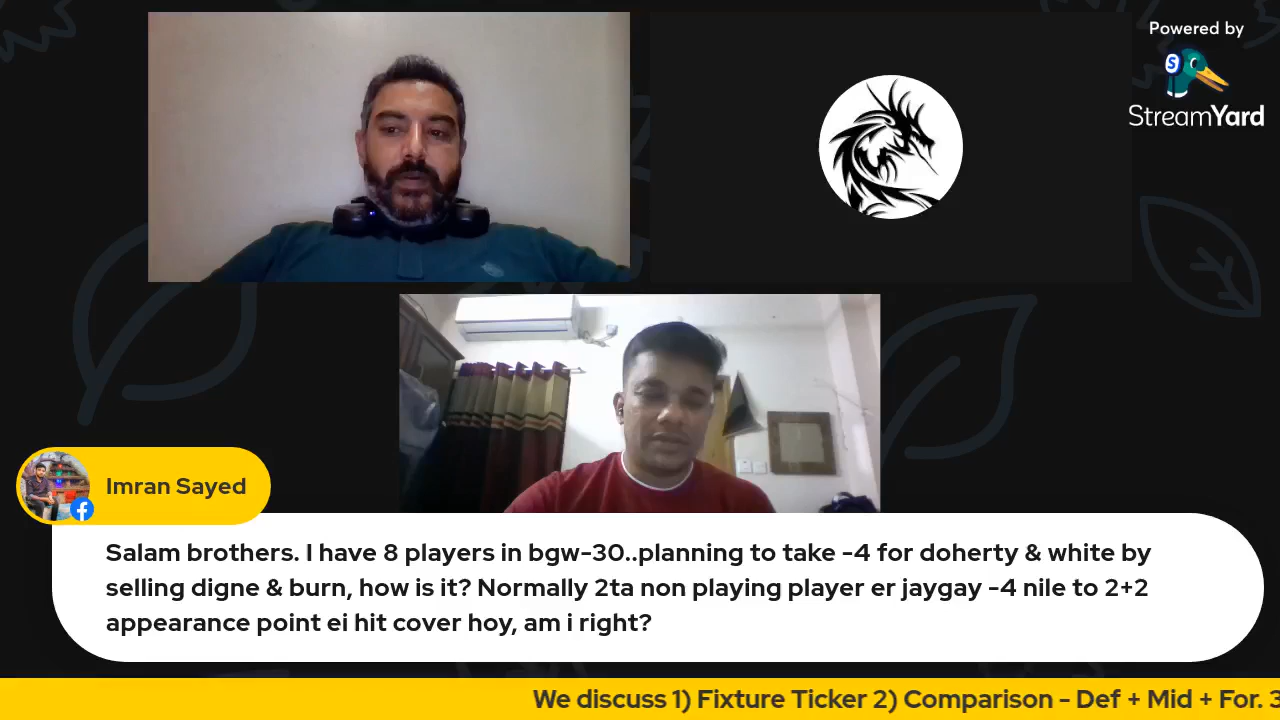 Powered by
S
StreamYard
Imran Sayed
Salam brothers. I have 8 players in bgw-30..planning to take -4 for doherty & white by
selling digne & burn, how is it? Normally 2ta non playing player er jaygay -4 nile to 2+2
appearance point ei hit cover hoy, am i right?
We discuss 1) Fixture Ticker 2) Comparison - Def + Mid + For. 3